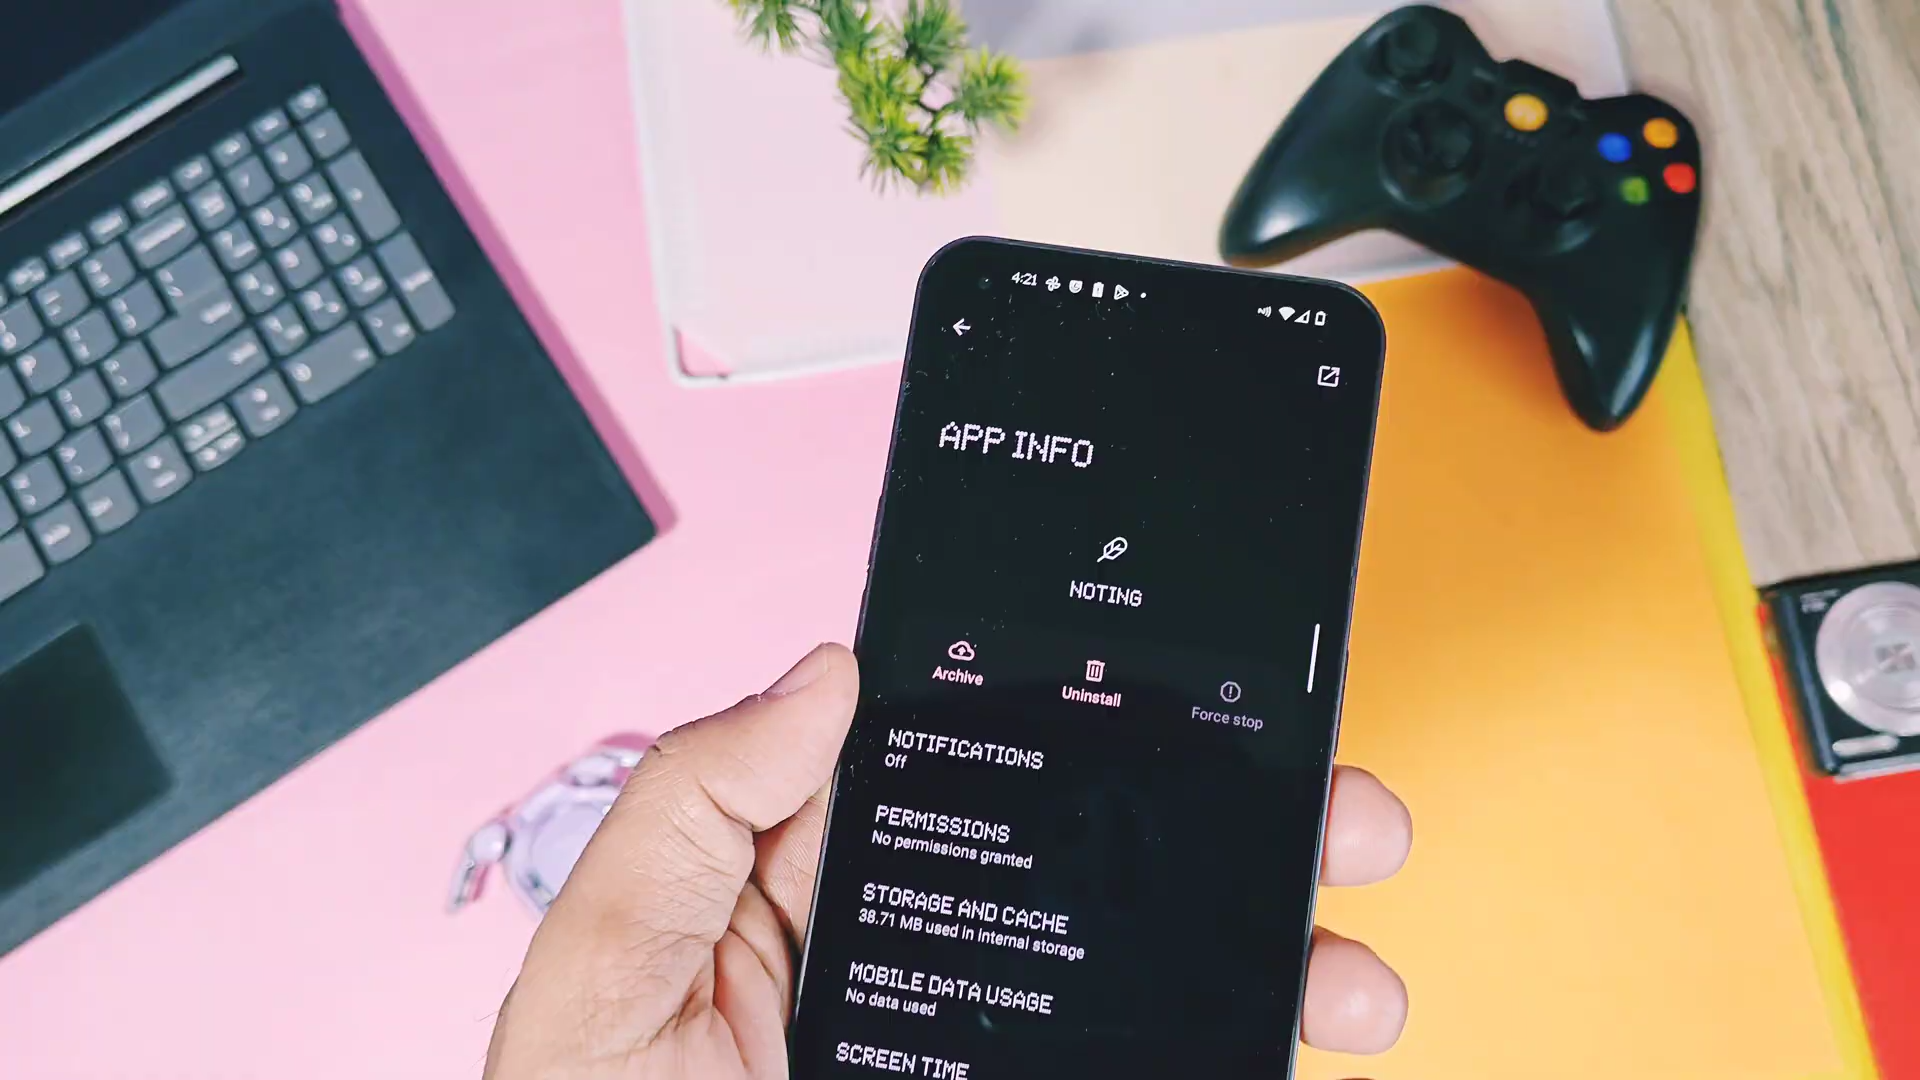 4:21
APP INFO
NOTING
Archive
Uninstall
Force stop
NOTIFICATIONS
Off
PERMISSIONS
No permissions granted
STORAGE AND CACHE
38.71 MB used in internal storage
MOBILE DATA USAGE
No data used
SCREEN TIME